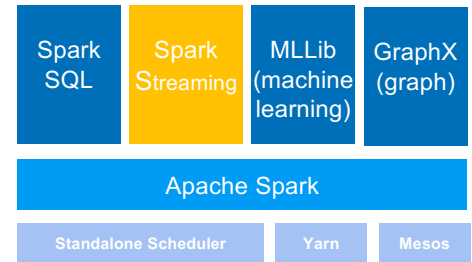 Spark
SQL
Spark
Streaming
MLLib
(machine
learning)
GraphX
(graph)
Apache Spark
Standalone Scheduler
Yarn
Mesos